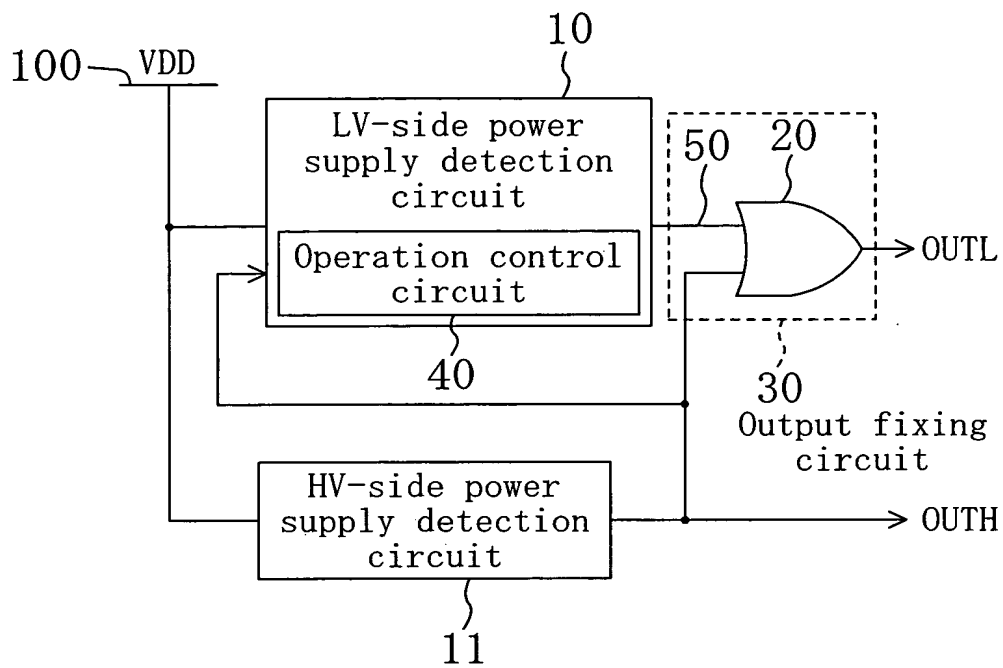 100
VDD
10
LV-side power
supply detection
circuit
Operation control
circuit
40
50
20
OUTL
30
Output fixing
circuit
HV-side power
supply detection
circuit
OUTH
11